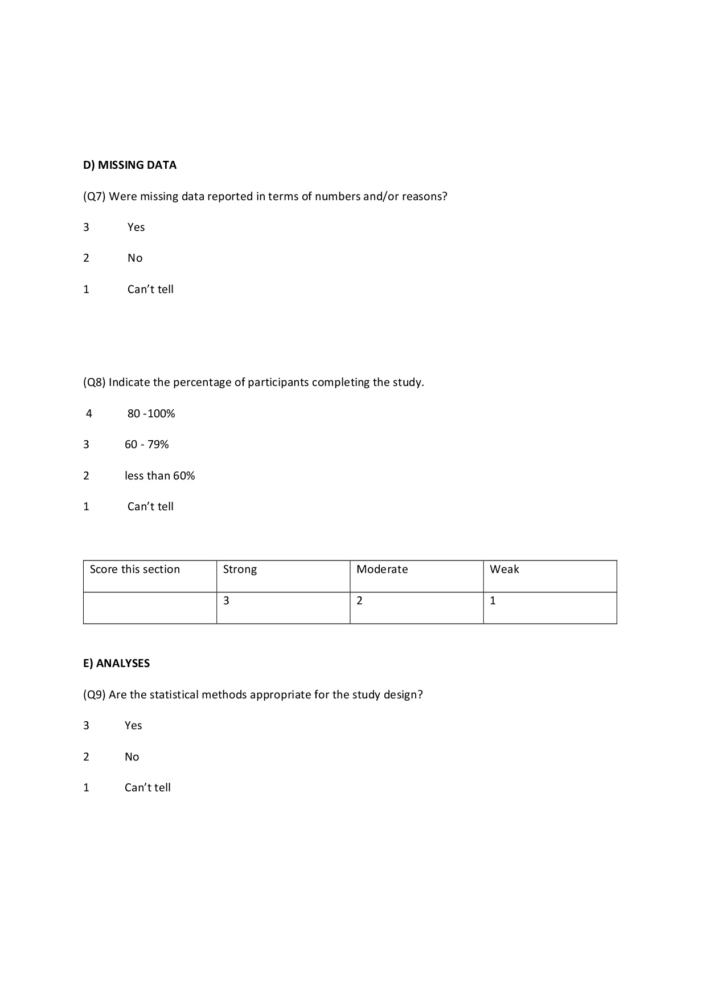 D) MISSING DATA
(Q7) Were missing data reported in terms of numbers and/or reasons?
3 Yes
2 No
1 Can’t tell
(Q8) Indicate the percentage of participants completing the study.
4 80 -100%
3 60 - 79%
2 less than 60%
1 Can’t tell
Score this section Strong Moderate Weak
3 2 1
E) ANALYSES
(Q9) Are the statistical methods appropriate for the study design?
3 Yes
2 No
1 Can’t tell